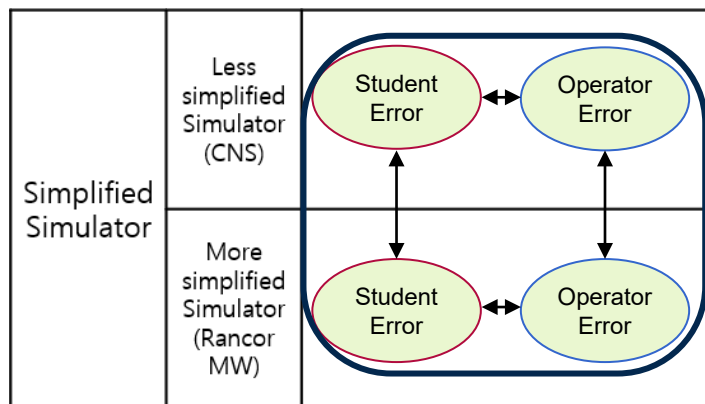 Simplified
Simulator
Less
simplified
Simulator
(CNS)
Student
Error
Operator
Error
More
simplified
Simulator
(Rancor
MW)
Student
Error
Operator
Error